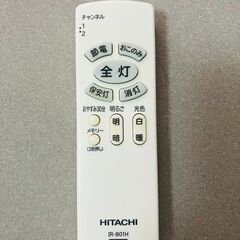 チャンネル
1
2
節電 おこのみ
全灯
保安灯 消灯
おやすみ30分 明るさ 光色
明 白
メモリー
暗 暖
(3秒押し)
HITACHI
IR-B01H